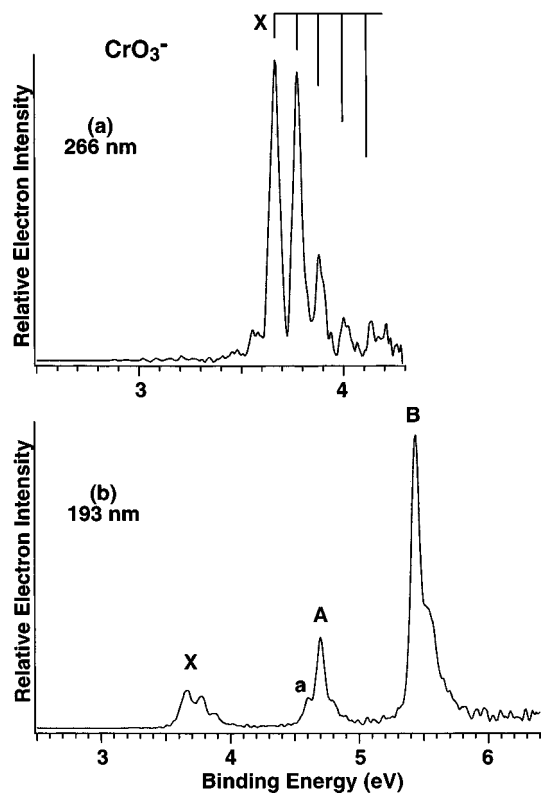 X
CrO3-
(a)
266 nm
Relative Electron Intensity
3 4
B
(b)
193 nm
Relative Electron Intensity
A
X
a
3 4 5 6
Binding Energy (eV)